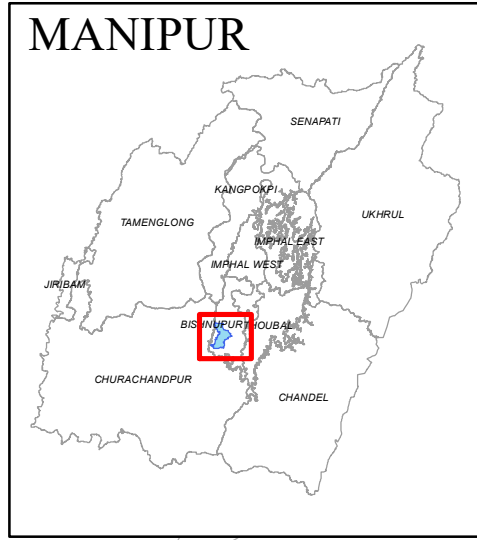 MANIPUR
SENAPATI
KANGPOKPI
UKHRUL
TAMENGLONG
IMPHAL EAST
IMPHAL WEST
JIRIBAM
BISHNUPUR
THOUBAL
CHURACHANDPUR
CHANDEL